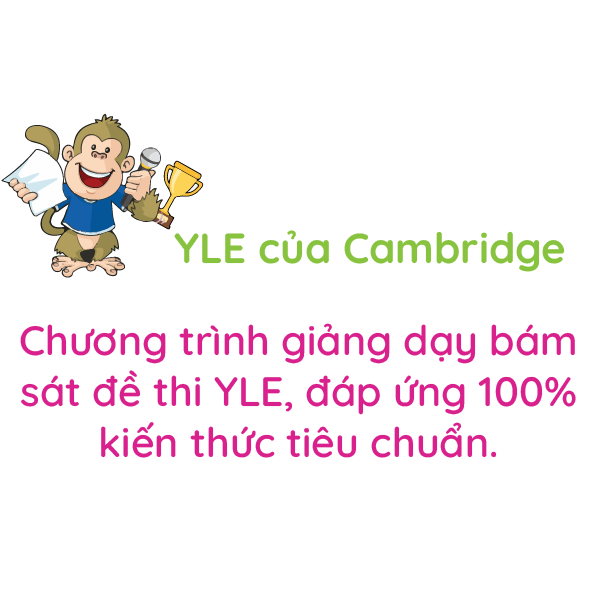 YLE của Cambridge
Chương trình giảng dạy bám
sát đề thi YLE, đáp ứng 100%
kiến thức tiêu chuẩn.